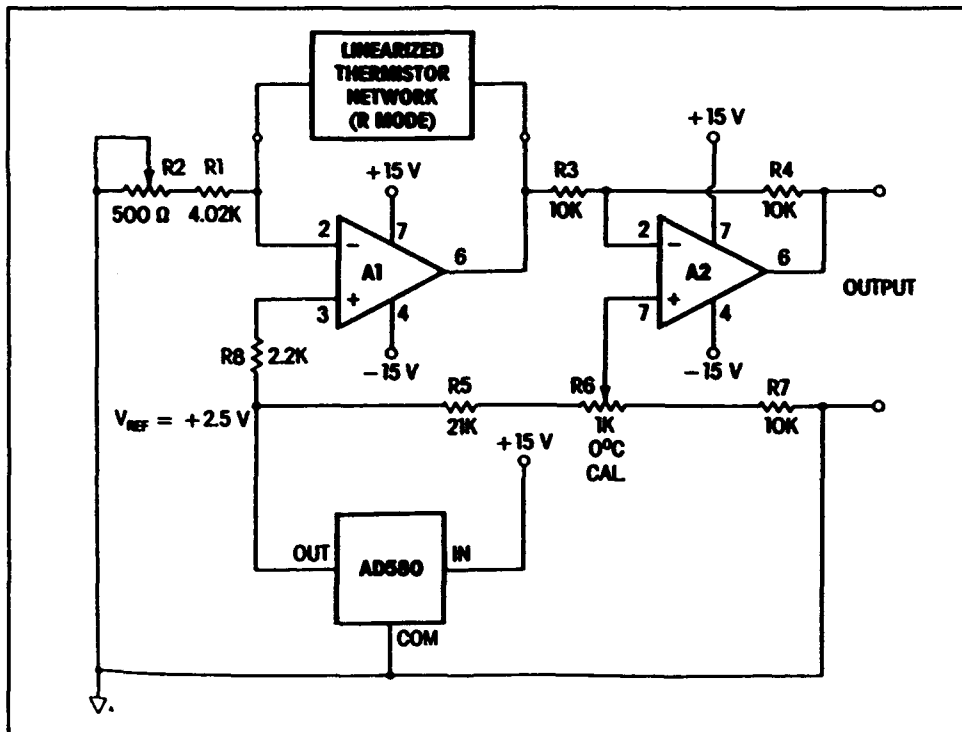 LINEARIZED
THERMISTOR
NETWORK
(R MODE)
+15 V
R2 R1
500 Ω 4.02K
+15 V
R3
10K
R4
10K
2
−
7
A1
6
+
3
4
−15 V
2
−
7
A2
6
+
7
4
−15 V
OUTPUT
R8 2.2K
V_REF = +2.5 V
R5
21K
R6
1K
0°C
CAL.
R7
10K
+15 V
OUT
AD580
IN
COM